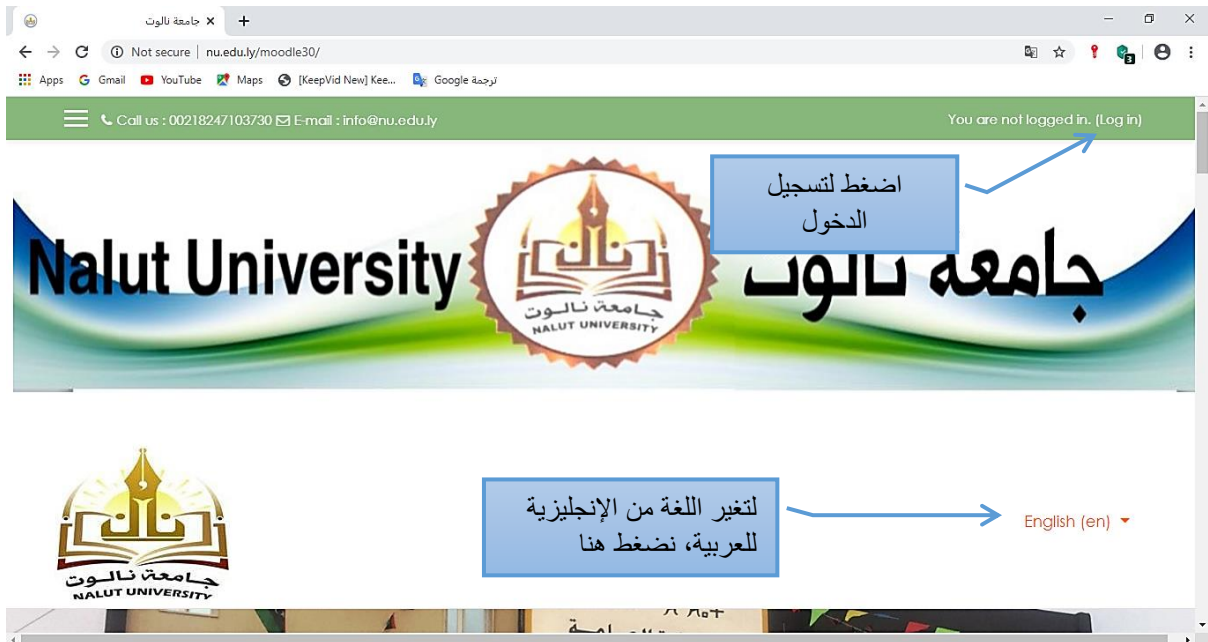 جامعة نالوت
Not secure | nu.edu.ly/moodle30/
Apps Gmail YouTube Maps [KeepVid New] Kee... ترجمة Google
3
Call us : 00218247103730 E-mail : info@nu.edu.ly
You are not logged in. (Log in)
اضغط لتسجيل
الدخول
Nalut University
جامعة نالوت
جامعة نالوت
NALUT UNIVERSITY
لتغير اللغة من الإنجليزية
للعربية، نضغط هنا
English (en)
جامعة نالوت
NALUT UNIVERSITY